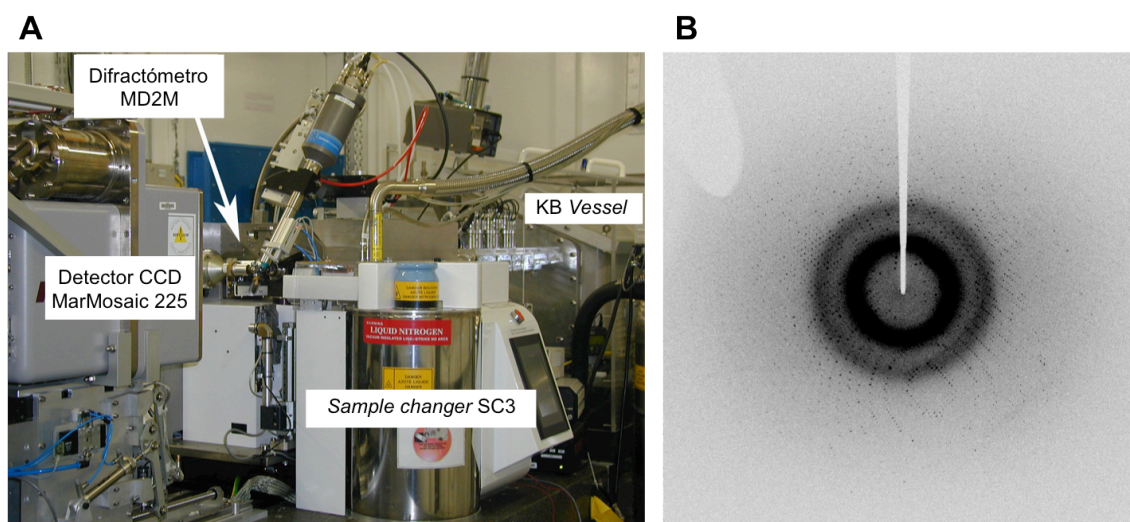 A
B
Difractómetro
MD2M
KB Vessel
Detector CCD
MarMosaic 225
LIQUID NITROGEN
Sample changer SC3